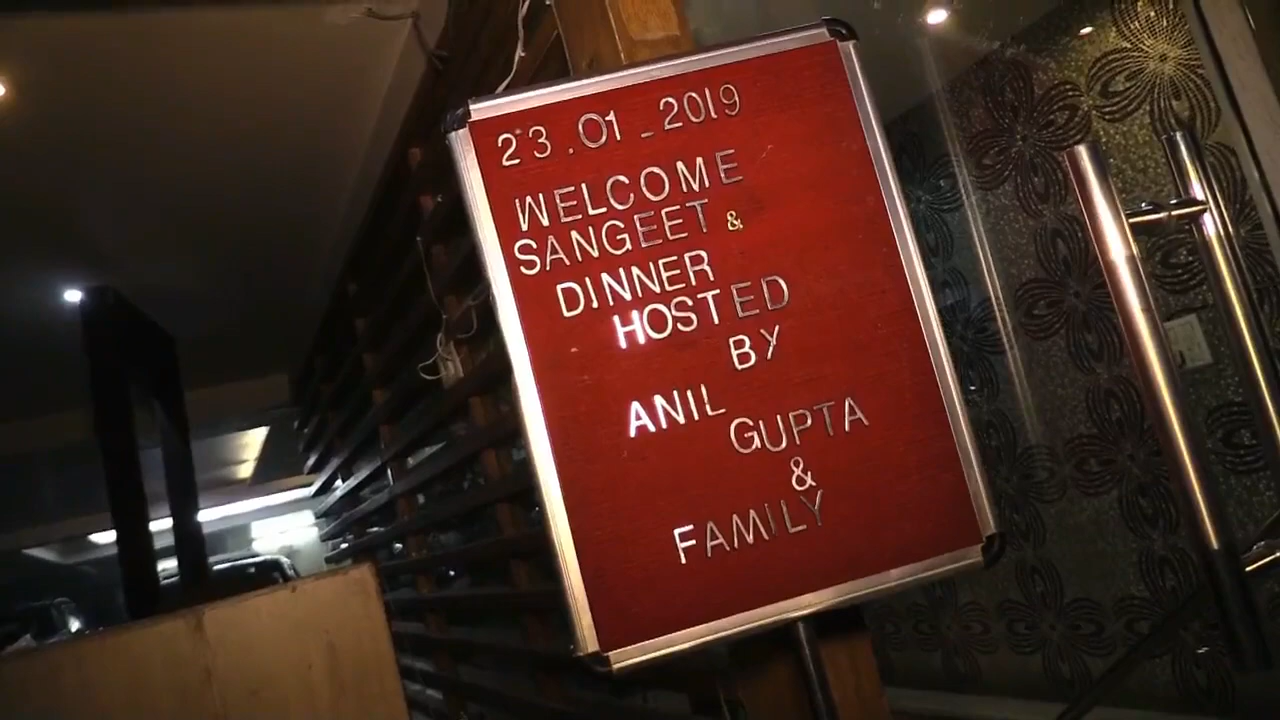 23.01-2019
WELCOME
SANGEET &
DINNER
HOSTED
BY
ANIL
GUPTA
&
FAMILY